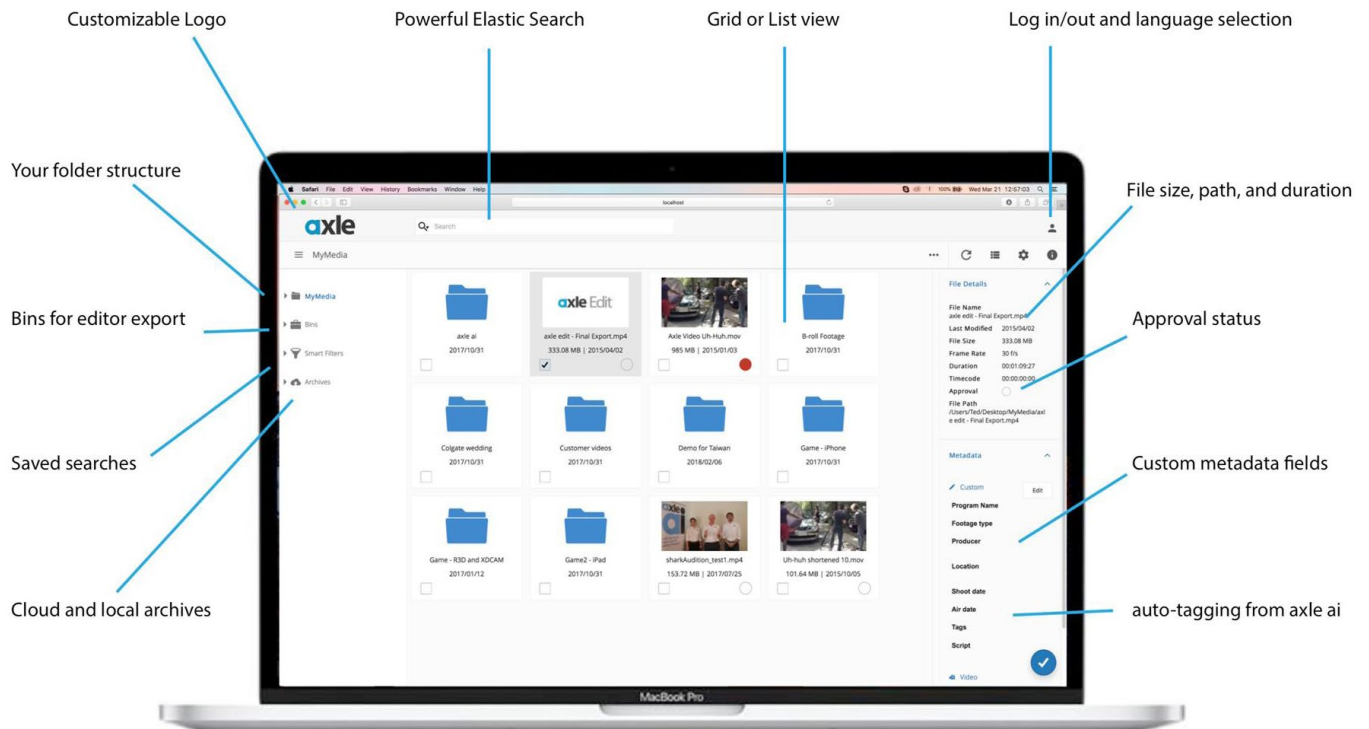 Customizable Logo
Powerful Elastic Search
Grid or List view
Log in/out and language selection
Your folder structure
Bins for editor export
Saved searches
Cloud and local archives
File size, path, and duration
Approval status
Custom metadata fields
auto-tagging from axle ai
Safari File Edit View History Bookmarks Window Help
100% Wed Mar 21 12:57:03
localhost
axle
Search
MyMedia
MyMedia
Bins
Smart Filters
Archives
axle ai
2017/10/31
axle Edit
axle edit - Final Export.mp4
333.08 MB | 2015/04/02
Axle Video Uh-Huh.mov
985 MB | 2015/01/03
B-roll Footage
2017/10/31
Colgate wedding
2017/10/31
Customer videos
2017/10/31
Demo for Taiwan
2018/02/06
Game - iPhone
2017/10/31
Game - R3D and XDCAM
2017/01/12
Game2 - iPad
2017/10/31
sharkAudition_test1.mp4
153.72 MB | 2017/07/25
Uh-huh shortened 10.mov
101.64 MB | 2015/10/05
File Details
File Name
axle edit - Final Export.mp4
Last Modified 2015/04/02
File Size 333.08 MB
Frame Rate 30 f/s
Duration 00:01:09:27
Timecode 00:00:00:00
Approval
File Path
/Users/Ted/Desktop/MyMedia/axl
e edit - Final Export.mp4
Metadata
Custom
Edit
Program Name
Footage type
Producer
Location
Shoot date
Air date
Tags
Script
Video
MacBook Pro